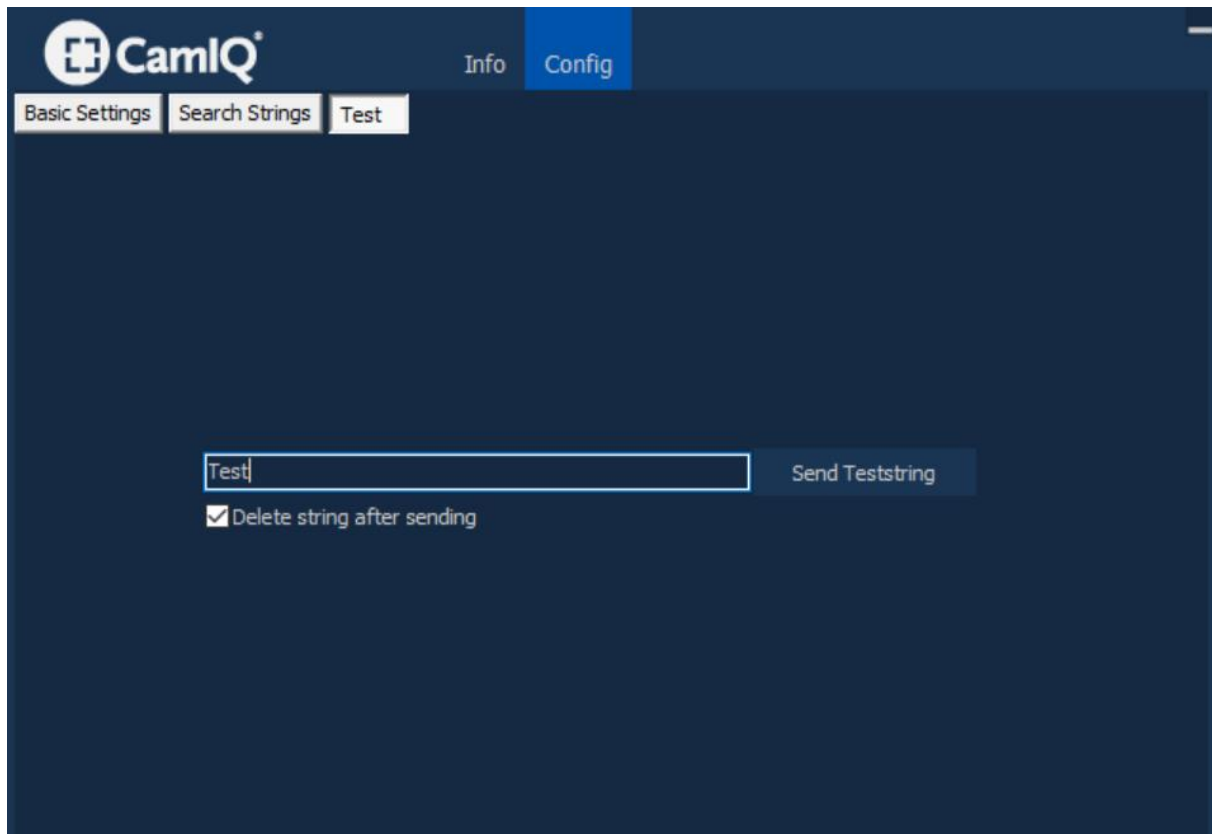 CamIQ®
Info Config
Basic Settings Search Strings Test
Test Send Teststring
Delete string after sending